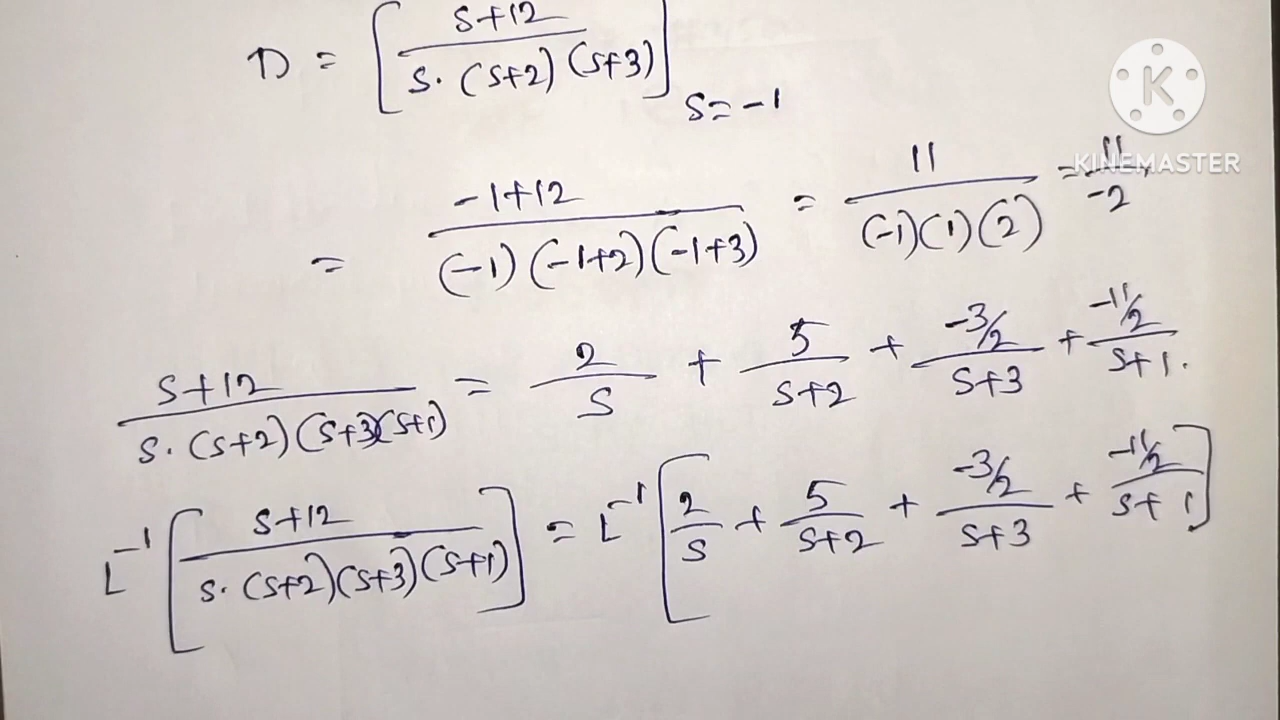 D = [ (s+12) / (s. (s+2) (s+3)) ] s = -1
= (-1+12) / ((-1) (-1+2) (-1+3)) = 11 / ((-1) (1) (2)) = 11 / -2
(s+12) / (s. (s+2) (s+3)(s+1)) = 2/s + 5/(s+2) + (-3/2)/(s+3) + (-11/2)/(s+1).
L^-1 [ (s+12) / (s. (s+2)(s+3)(s+1)) ] = L^-1 [ 2/s + 5/(s+2) + (-3/2)/(s+3) + (-11/2)/(s+1) ]
K
KINEMASTER